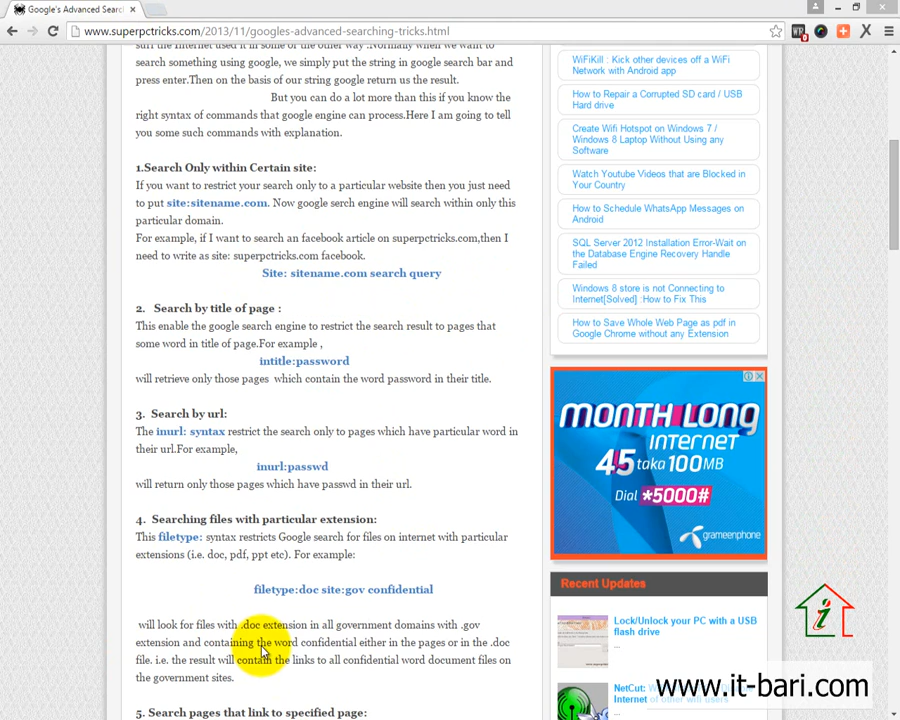 Google's Advanced Search
www.superpctricks.com/2013/11/googles-advanced-searching-tricks.html
surf the internet used it in some of the other way .Normally when we want to
search something using google, we simply put the string in google search bar and
press enter.Then on the basis of our string google return us the result.
But you can do a lot more than this if you know the
right syntax of commands that google engine can process.Here I am going to tell
you some such commands with explanation.
1.Search Only within Certain site:
If you want to restrict your search only to a particular website then you just need
to put site:sitename.com. Now google serch engine will search within only this
particular domain.
For example, if I want to search an facebook article on superpctricks.com,then I
need to write as site: superpctricks.com facebook.
Site: sitename.com search query
2. Search by title of page :
This enable the google search engine to restrict the search result to pages that
some word in title of page.For example ,
intitle:password
will retrieve only those pages which contain the word password in their title.
3. Search by url:
The inurl: syntax restrict the search only to pages which have particular word in
their url.For example,
inurl:passwd
will return only those pages which have passwd in their url.
4. Searching files with particular extension:
This filetype: syntax restricts Google search for files on internet with particular
extensions (i.e. doc, pdf, ppt etc). For example:
filetype:doc site:gov confidential
will look for files with .doc extension in all government domains with .gov
extension and containing the word confidential either in the pages or in the .doc
file. i.e. the result will contain the links to all confidential word document files on
the government sites.
5. Search pages that link to specified page:
WiFiKill : Kick other devices off a WiFi
Network with Android app
How to Repair a Corrupted SD card / USB
Hard drive
Create Wifi Hotspot on Windows 7 /
Windows 8 Laptop Without Using any
Software
Watch Youtube Videos that are Blocked in
Your Country
How to Schedule WhatsApp Messages on
Android
SQL Server 2012 Installation Error-Wait on
the Database Engine Recovery Handle
Failed
Windows 8 store is not Connecting to
Internet[Solved] :How to Fix This
How to Save Whole Web Page as pdf in
Google Chrome without any Extension
MONTH LONG
INTERNET
45 taka 100MB
Dial *5000#
grameenphone
Recent Updates
Lock/Unlock your PC with a USB
flash drive
...
NetCut:
Internet of other wifi users
www.it-bari.com